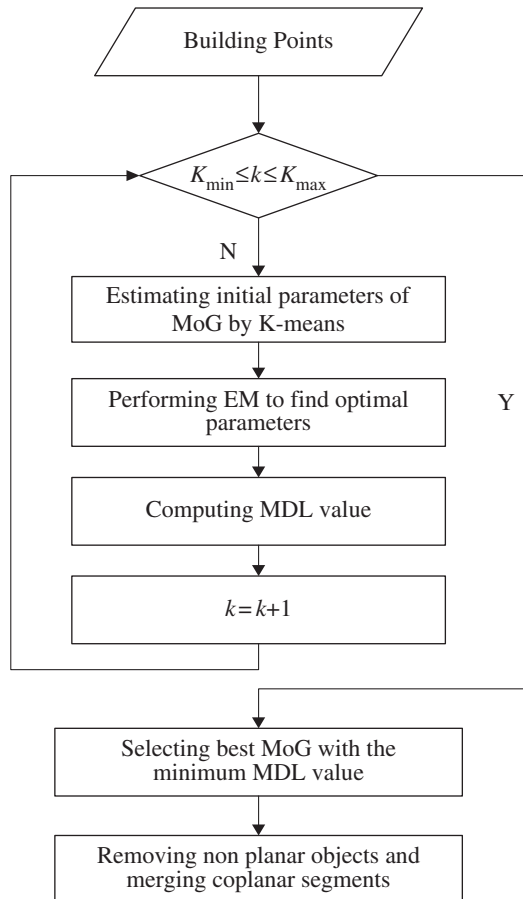 Building Points
K_min ≤k≤ K_max
N
Estimating initial parameters of
MoG by K-means
Performing EM to find optimal
parameters
Y
Computing MDL value
k=k+1
Selecting best MoG with the
minimum MDL value
Removing non planar objects and
merging coplanar segments